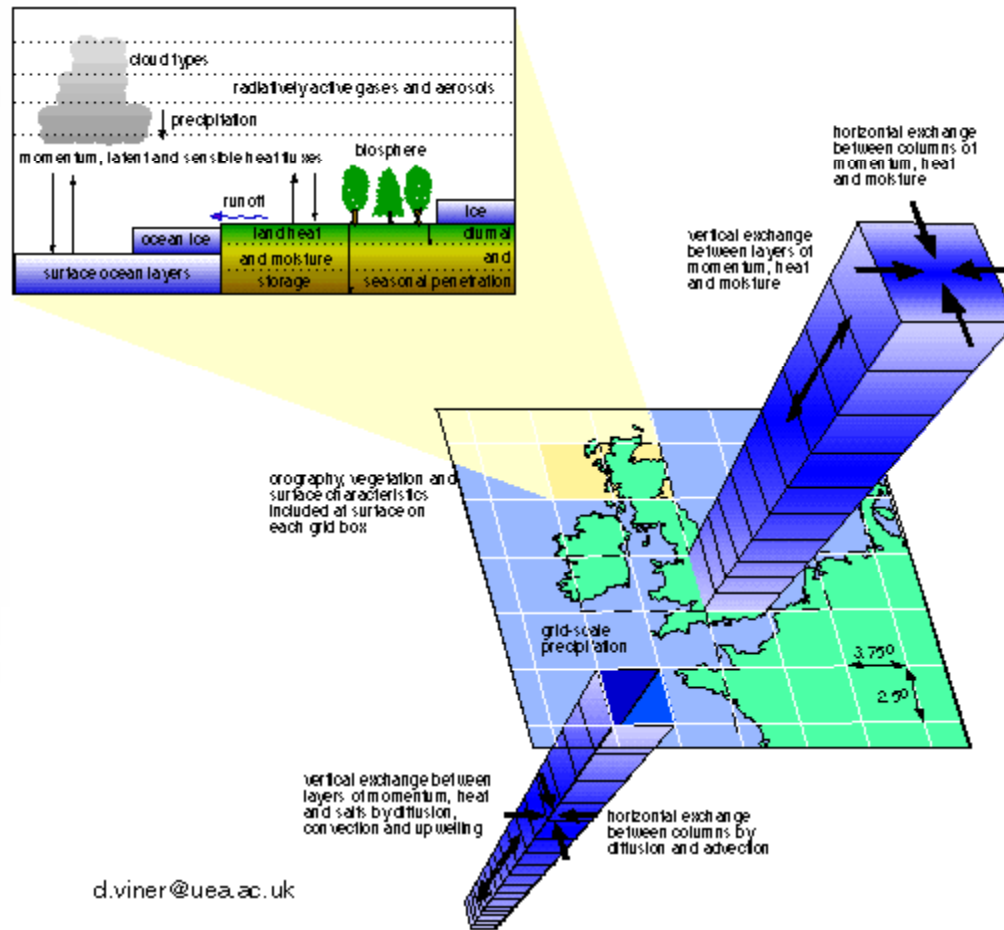 cloud types
radiatively active gases and aerosols
precipitation
momentum, latent and sensible heat fluxes
biosphere
run off
ice
ocean ice
land heat
and moisture
storage
diurnal
and
seasonal penetration
surface ocean layers
horizontal exchange
between columns of
momentum, heat
and moisture
vertical exchange
between layers of
momentum, heat
and moisture
orography, vegetation and
surface characteristics
included at surface on
each grid box
grid-scale
precipitation
3.75°
2.5°
vertical exchange between
layers of momentum, heat
and salts by diffusion,
convection and upwelling
horizontal exchange
between columns by
diffusion and advection
d.viner@uea.ac.uk